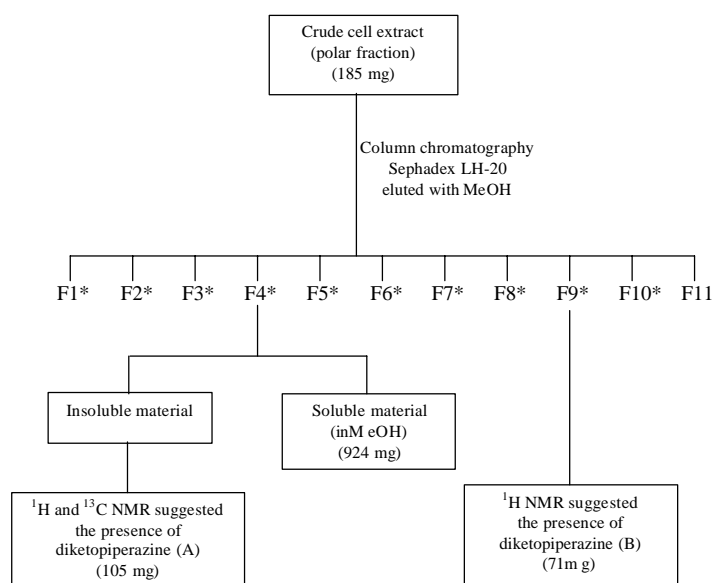 Crude cell extract
(polar fraction)
(185 mg)
Column chromatography
Sephadex LH-20
eluted with MeOH
F1* F2* F3* F4* F5* F6* F7* F8* F9* F10* F11
Insoluble material
Soluble material
(inM eOH)
(924 mg)
¹H and ¹³C NMR suggested
the presence of
diketopiperazine (A)
(105 mg)
¹H NMR suggested
the presence of
diketopiperazine (B)
(71m g)